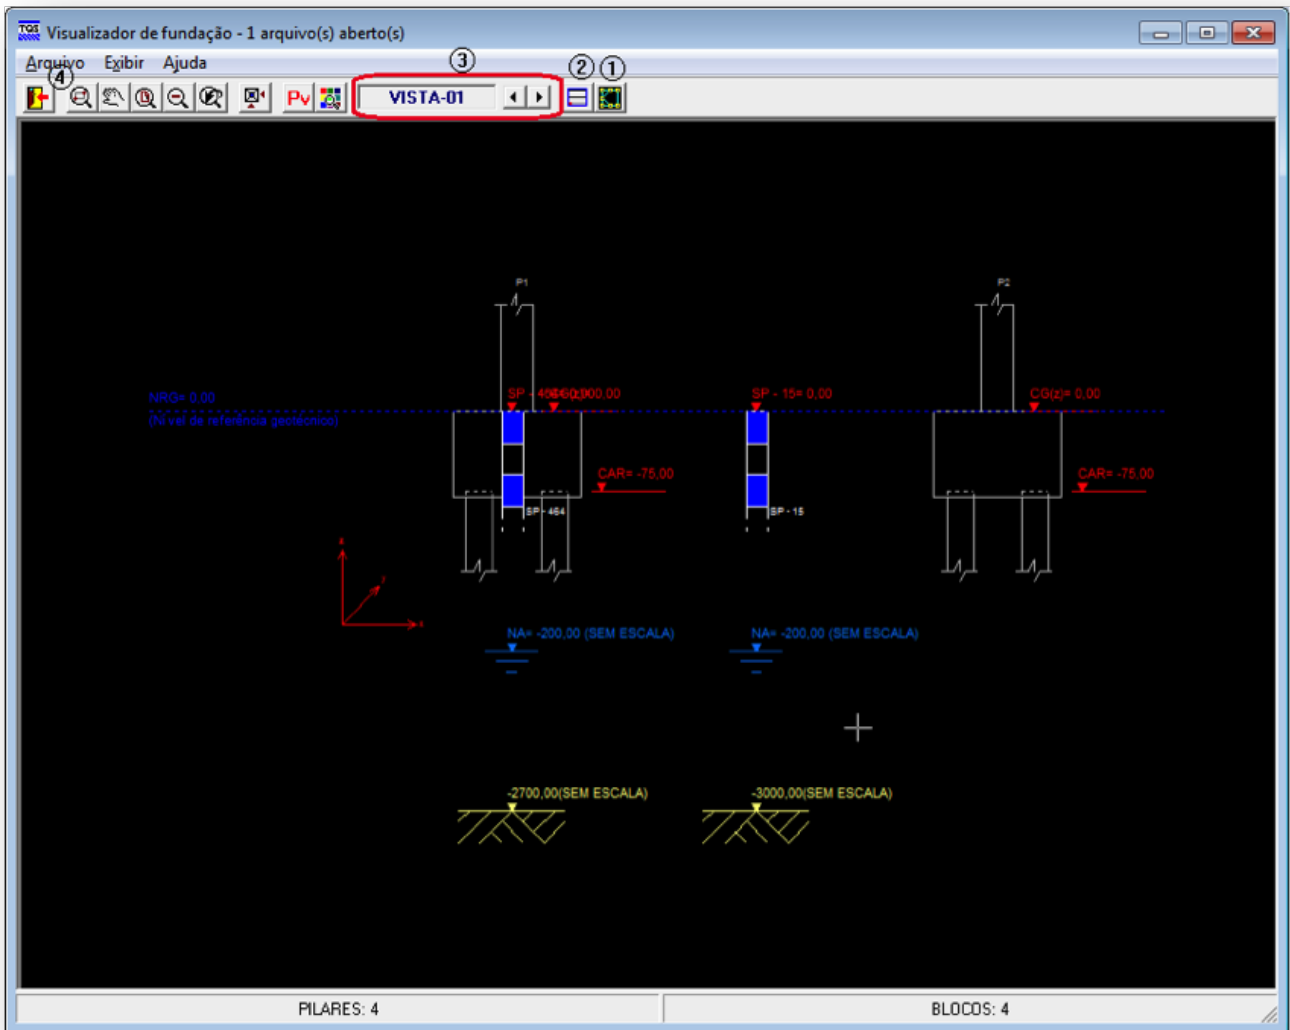 TQS Visualizador de fundação - 1 arquivo(s) aberto(s)
Arquivo Exibir Ajuda
④ ③ ② ①
Pv VISTA-01
P1 P2
NRG= 0.00
(Nível de referência geotécnico)
SP - 15= 0,00
CG(z)= 0,00
CAR= -75,00
CAR= -75,00
SP - 464
SP - 15
NA= -200,00 (SEM ESCALA)
NA= -200,00 (SEM ESCALA)
-2700,00(SEM ESCALA)
-3000,00(SEM ESCALA)
PILARES: 4
BLOCOS: 4